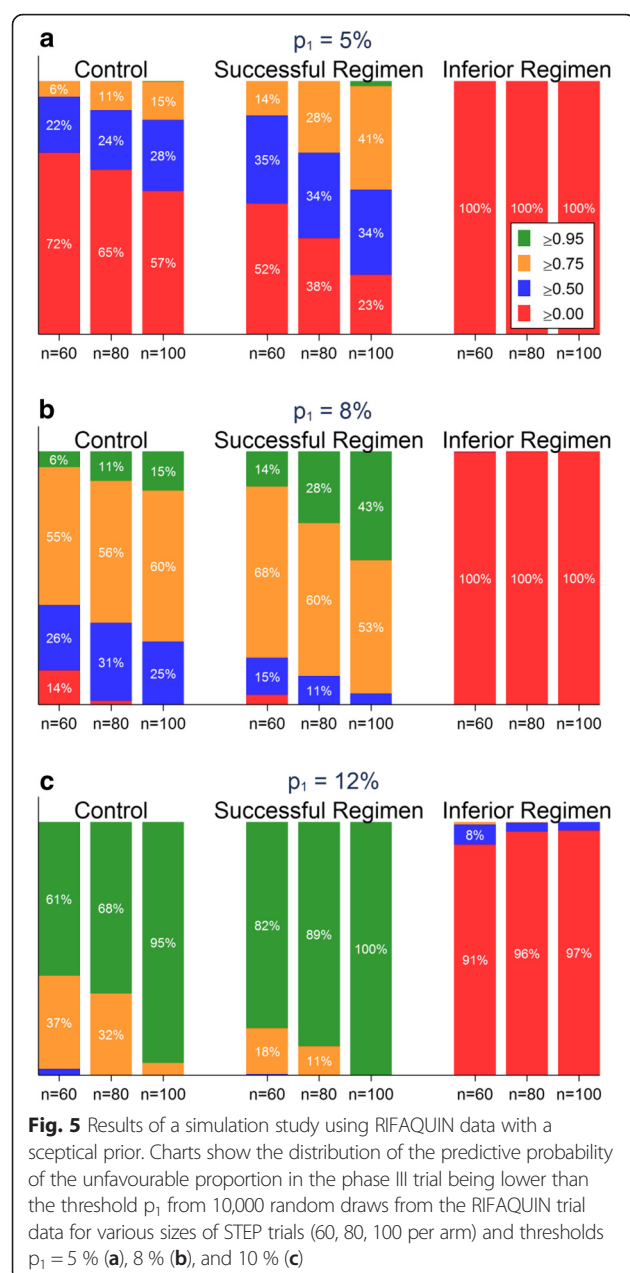 a
p₁ = 5%
Control Successful Regimen Inferior Regimen
6% 11% 15% 14% 28% 41%
22% 24% 28% 35% 34% 34%
72% 65% 57% 52% 38% 23% 100% 100% 100%
≥0.95
≥0.75
≥0.50
≥0.00
n=60 n=80 n=100 n=60 n=80 n=100 n=60 n=80 n=100
b
p₁ = 8%
Control Successful Regimen Inferior Regimen
6% 11% 15% 14% 28% 43%
55% 56% 60% 68% 60% 53%
26% 31% 25% 15% 11%
14% 100% 100% 100%
n=60 n=80 n=100 n=60 n=80 n=100 n=60 n=80 n=100
c
p₁ = 12%
Control Successful Regimen Inferior Regimen
61% 68% 95% 82% 89% 100% 8%
37% 32% 18% 11% 91% 96% 97%
n=60 n=80 n=100 n=60 n=80 n=100 n=60 n=80 n=100
Fig. 5 Results of a simulation study using RIFAQUIN data with a
sceptical prior. Charts show the distribution of the predictive probability
of the unfavourable proportion in the phase III trial being lower than
the threshold p₁ from 10,000 random draws from the RIFAQUIN trial
data for various sizes of STEP trials (60, 80, 100 per arm) and thresholds
p₁ = 5 % (a), 8 % (b), and 10 % (c)